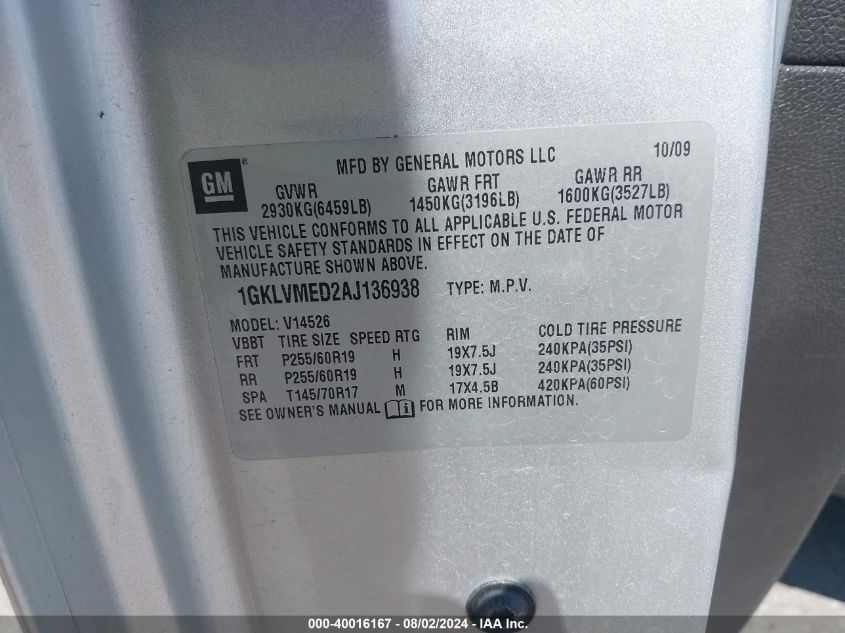 MFD BY GENERAL MOTORS LLC 10/09
GM®
GVWR GAWR FRT GAWR RR
2930KG(6459LB) 1450KG(3196LB) 1600KG(3527LB)
THIS VEHICLE CONFORMS TO ALL APPLICABLE U.S. FEDERAL MOTOR
VEHICLE SAFETY STANDARDS IN EFFECT ON THE DATE OF
MANUFACTURE SHOWN ABOVE.
1GKLVMED2AJ136938 TYPE: M.P.V.
MODEL: V14526
VBBT TIRE SIZE SPEED RTG RIM COLD TIRE PRESSURE
FRT P255/60R19 H 19X7.5J 240KPA(35PSI)
RR P255/60R19 H 19X7.5J 240KPA(35PSI)
SPA T145/70R17 M 17X4.5B 420KPA(60PSI)
SEE OWNER'S MANUAL i FOR MORE INFORMATION.
000-40016167 - 08/02/2024 - IAA Inc.